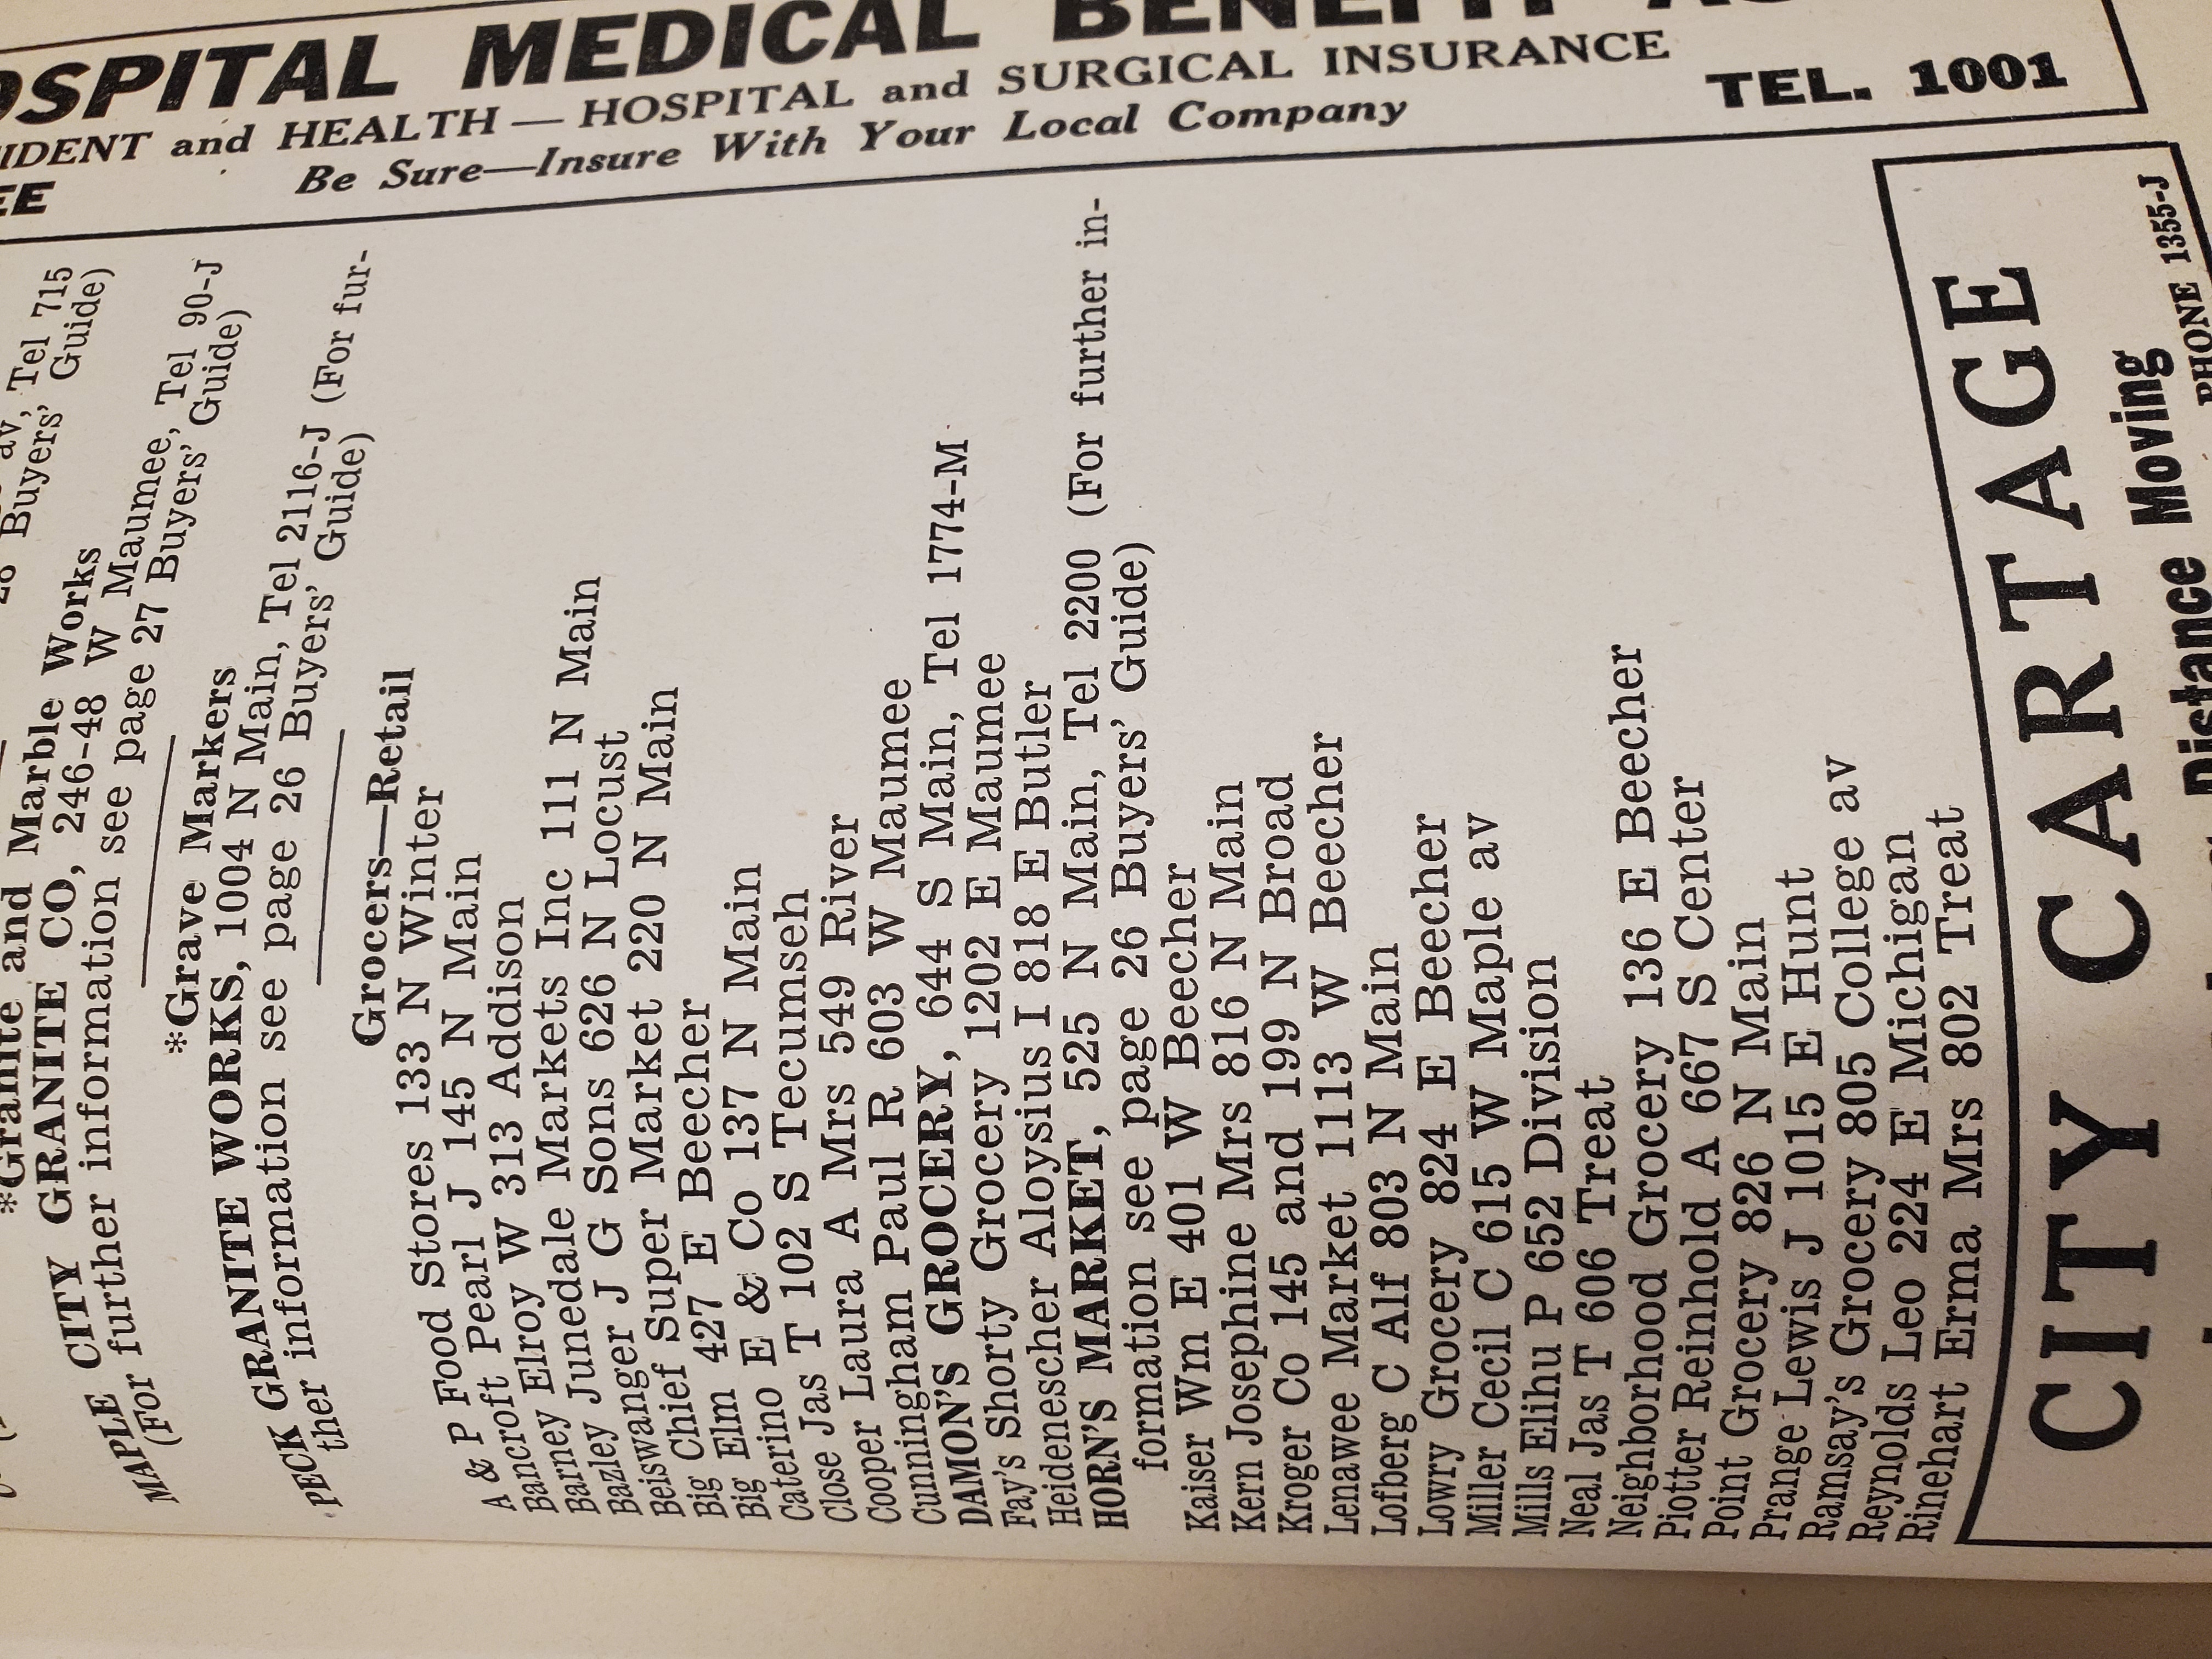 OSPITAL MEDICAL BENEFIT
IDENT and HEALTH — HOSPITAL and SURGICAL INSURANCE
EE
Be Sure—Insure With Your Local Company
TEL. 1001
av, Tel 715
Buyers' Guide)
*Granite and Marble Works
MAPLE CITY GRANITE CO, 246-48 W Maumee, Tel 90-J
(For further information see page 27 Buyers' Guide)
*Grave Markers
PECK GRANITE WORKS, 1004 N Main, Tel 2116-J (For fur-
ther information see page 26 Buyers' Guide)
Grocers—Retail
A & P Food Stores 133 N Winter
Bancroft Pearl J 145 N Main
Barney Elroy W 313 Addison
Barney Junedale Markets Inc 111 N Main
Bazley J G Sons 626 N Locust
Beiswanger
Big Chief Super Market 220 N Main
Big Elm 427 E Beecher
Caterino E & Co 137 N Main
Close Jas T 102 S Tecumseh
Cooper Laura A Mrs 549 River
Cunningham Paul R 603 W Maumee
DAMON'S GROCERY, 644 S Main, Tel 1774-M
Fay's Shorty Grocery 1202 E Maumee
Heidenescher Aloysius I 818 E Butler
HORN'S MARKET, 525 N Main, Tel 2200 (For further in-
formation see page 26 Buyers' Guide)
Kaiser Wm E 401 W Beecher
Kern Josephine Mrs 816 N Main
Kroger Co 145 and 199 N Broad
Lenawee Market 1113 W Beecher
Lofberg C Alf 803 N Main
Lowry Grocery 824 E Beecher
Miller Cecil C 615 W Maple av
Mills Elihu P 652 Division
Neal Jas T 606 Treat
Neighborhood Grocery 136 E Beecher
Piotter Reinhold A 667 S Center
Point Grocery 826 N Main
Prange Lewis J 1015 E Hunt
Ramsay's Grocery 805 College av
Reynolds Leo 224 E Michigan
Rinehart Erma Mrs 802 Treat
CITY CARTAGE
Distance Moving
PHONE 1355-J